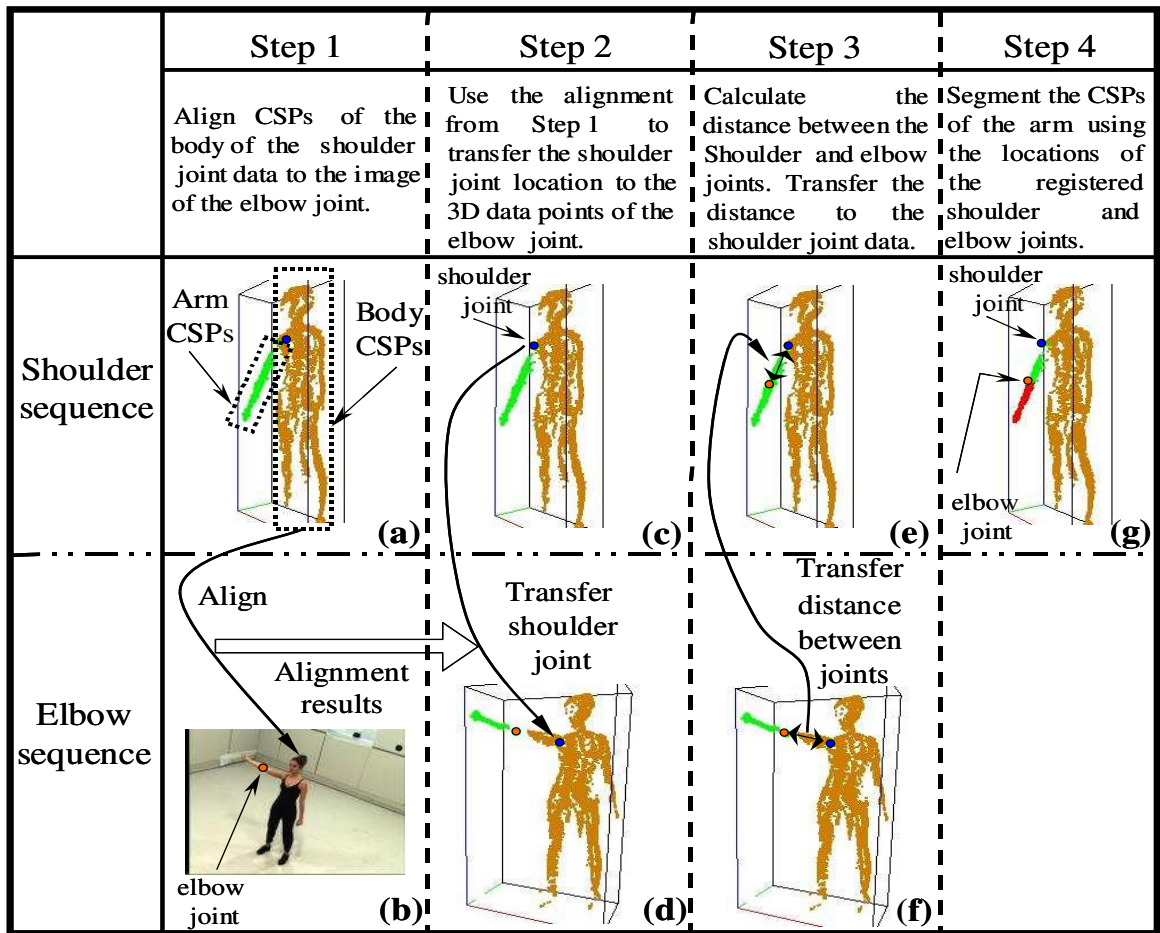 Step 1
Step 2
Step 3
Step 4
Align CSPs of the
body of the shoulder
joint data to the image
of the elbow joint.
Use the alignment
from Step 1 to
transfer the shoulder
joint location to the
3D data points of the
elbow joint.
Calculate the
distance between the
Shoulder and elbow
joints. Transfer the
distance to the
shoulder joint data.
Segment the CSPs
of the arm using
the locations of
the registered
shoulder and
elbow joints.
Shoulder
sequence
Arm
CSPs
Body
CSPs
(a)
shoulder
joint
(c)
(e)
shoulder
joint
elbow
joint
(g)
Elbow
sequence
Align
Alignment
results
elbow
joint
(b)
Transfer
shoulder
joint
(d)
Transfer
distance
between
joints
(f)